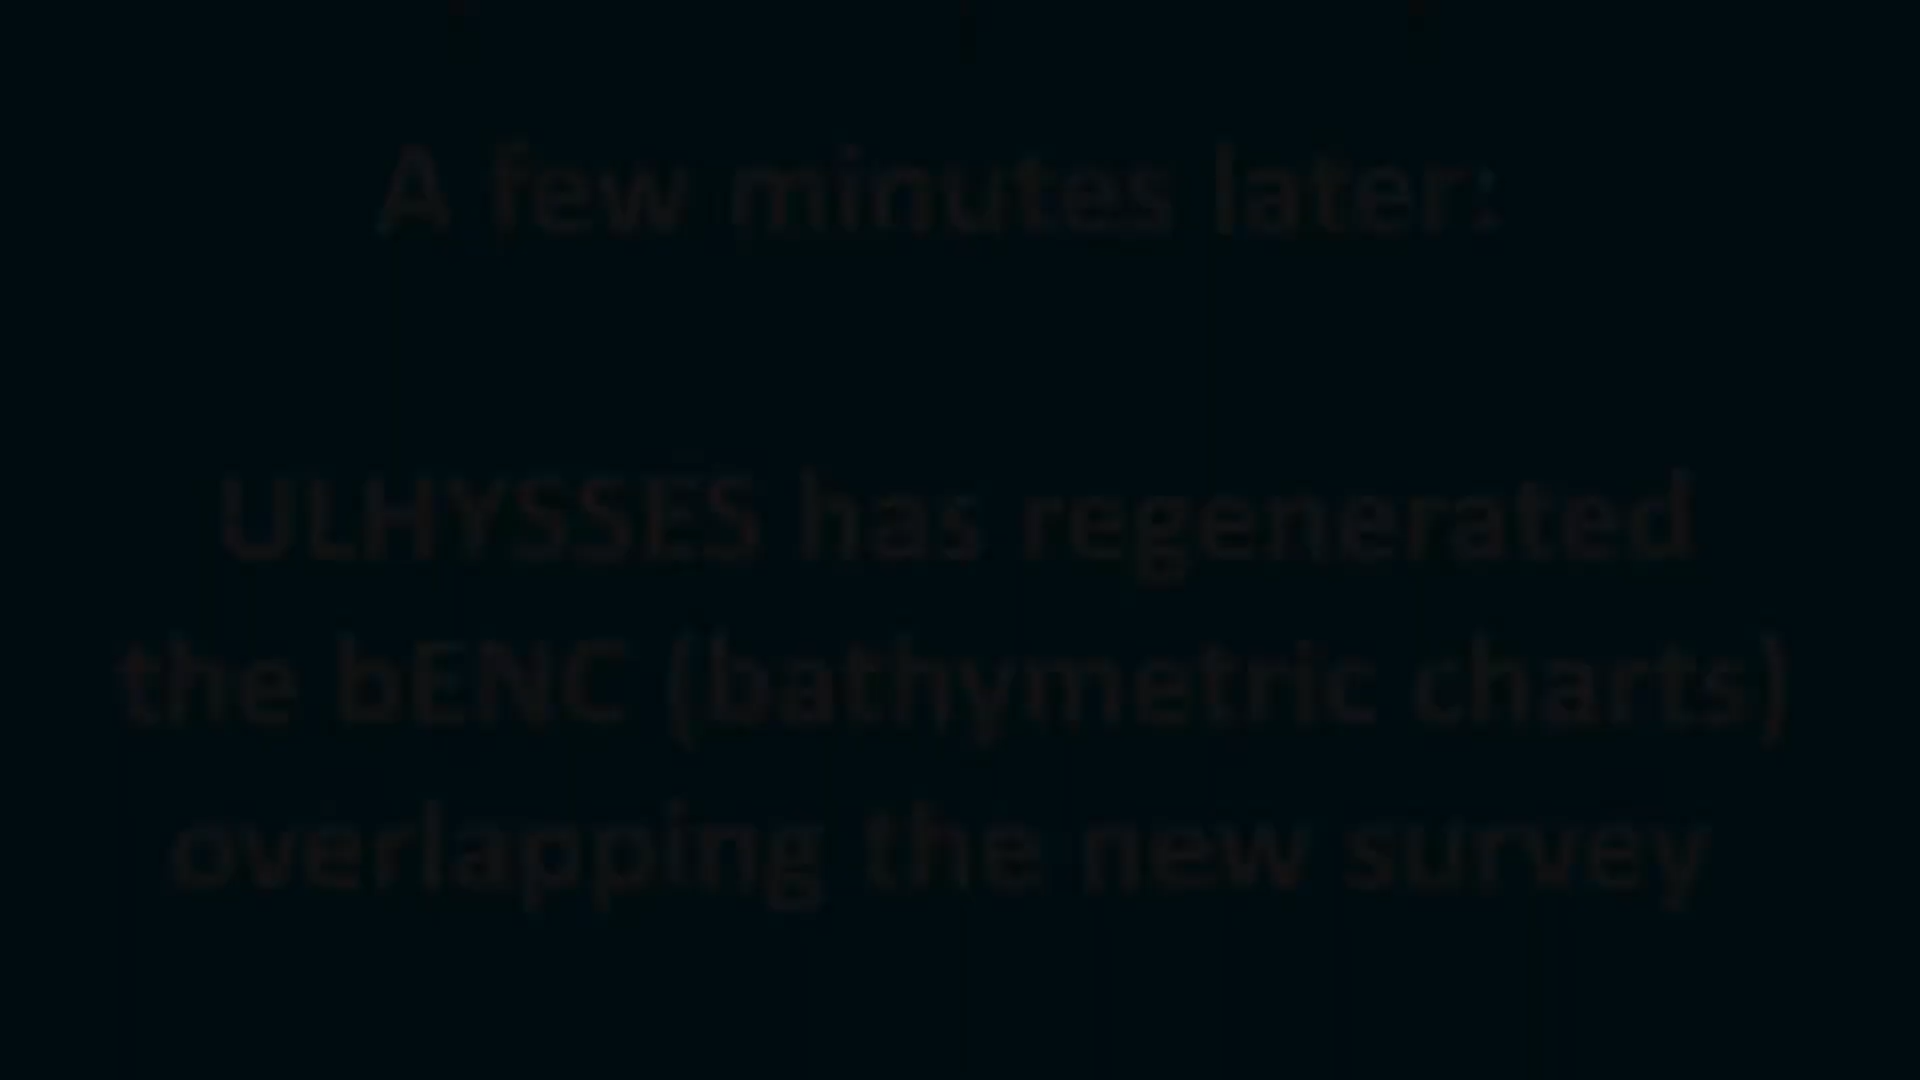 A few minutes later:
ULHYSSES has regenerated
the bENC (bathymetric charts)
overlapping the new survey